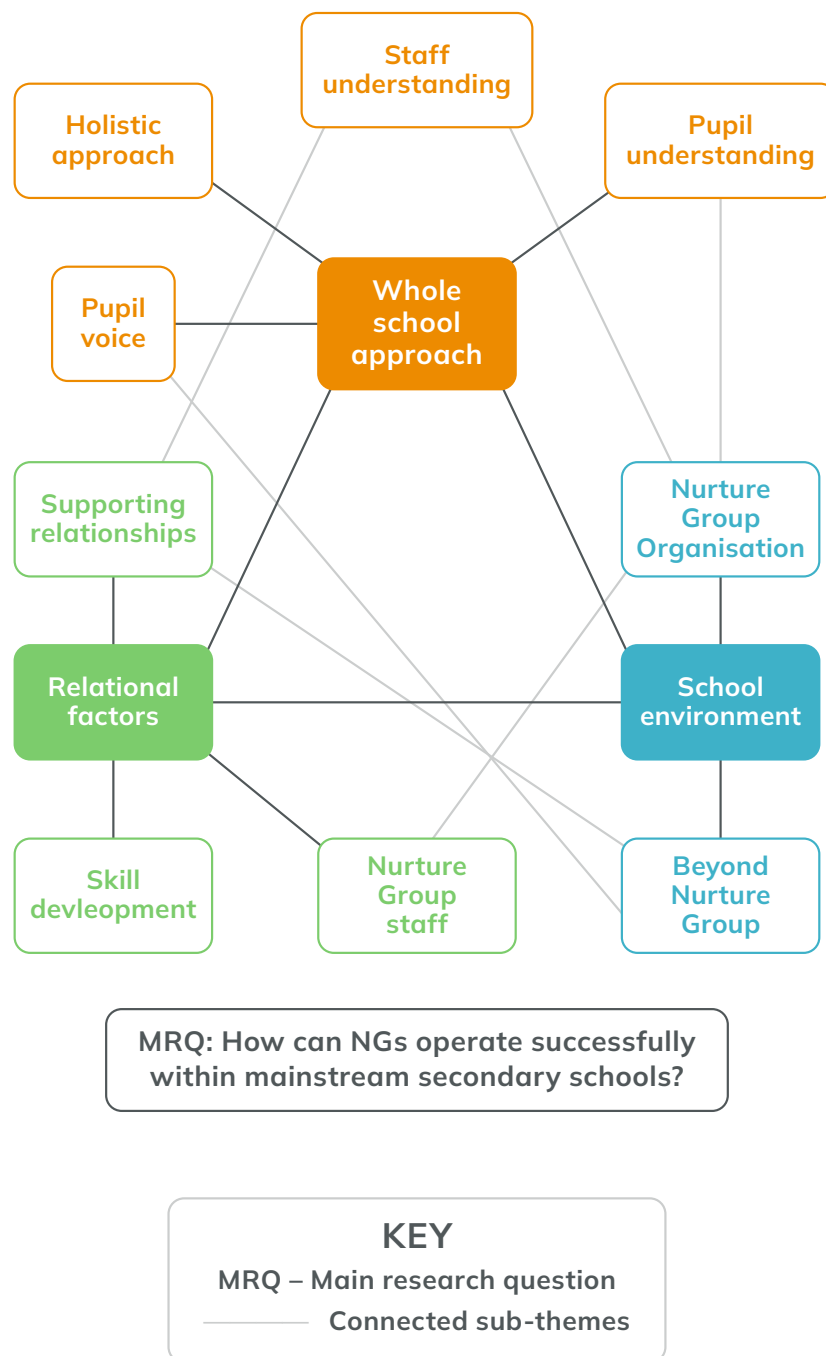 Staff
understanding
Holistic
approach
Pupil
understanding
Whole
school
approach
Pupil
voice
Supporting
relationships
Nurture
Group
Organisation
Relational
factors
School
environment
Skill
devleopment
Nurture
Group
staff
Beyond
Nurture
Group
MRQ: How can NGs operate successfully
within mainstream secondary schools?
KEY
MRQ – Main research question
Connected sub-themes